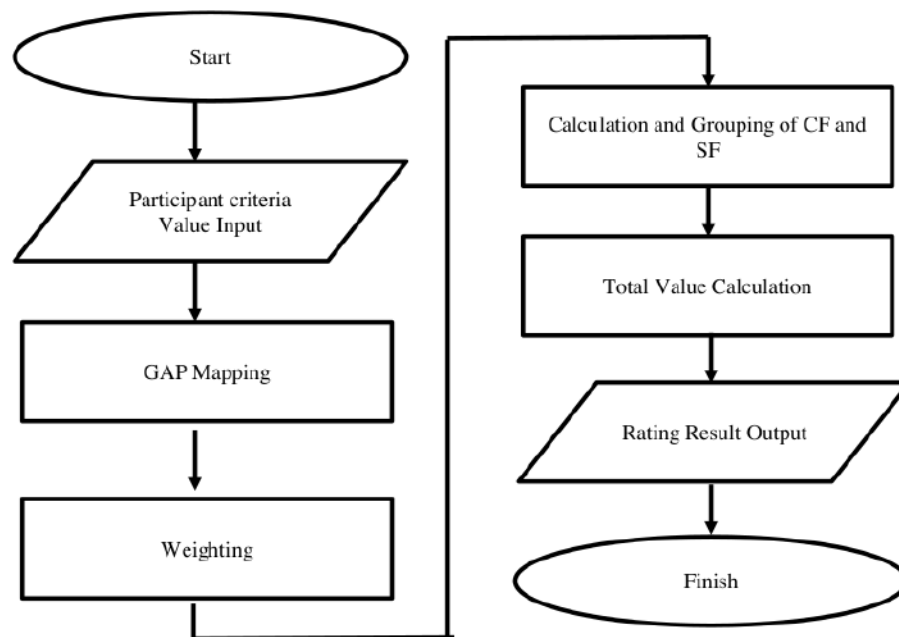 Start
Participant criteria
Value Input
GAP Mapping
Weighting
Calculation and Grouping of CF and
SF
Total Value Calculation
Rating Result Output
Finish